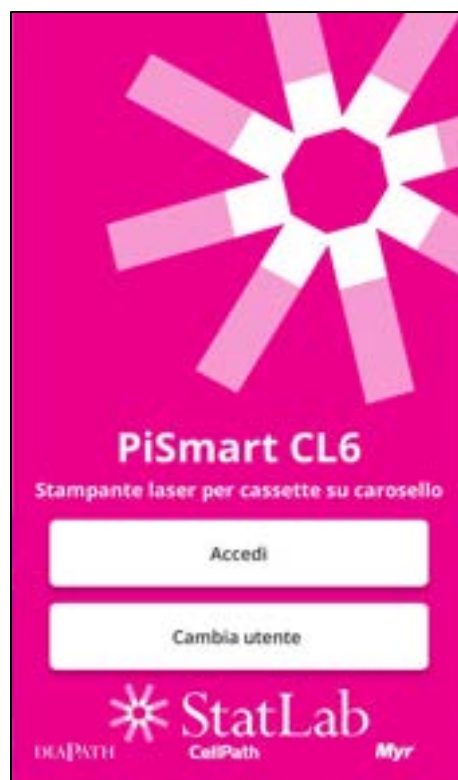 PiSmart CL6
Stampante laser per cassette su carosello
Accedi
Cambia utente
StatLab
DIAPATH CellPath Myr